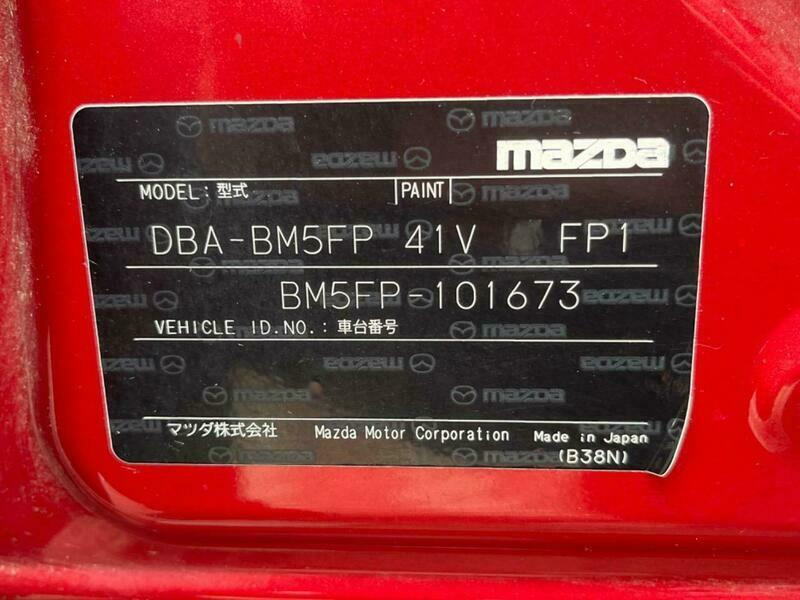 mazda
MODEL: 型式 PAINT
DBA-BM5FP 41V FP1
BM5FP-101673
VEHICLE ID.NO.: 車台番号
マツダ株式会社 Mazda Motor Corporation Made in Japan
(B38N)